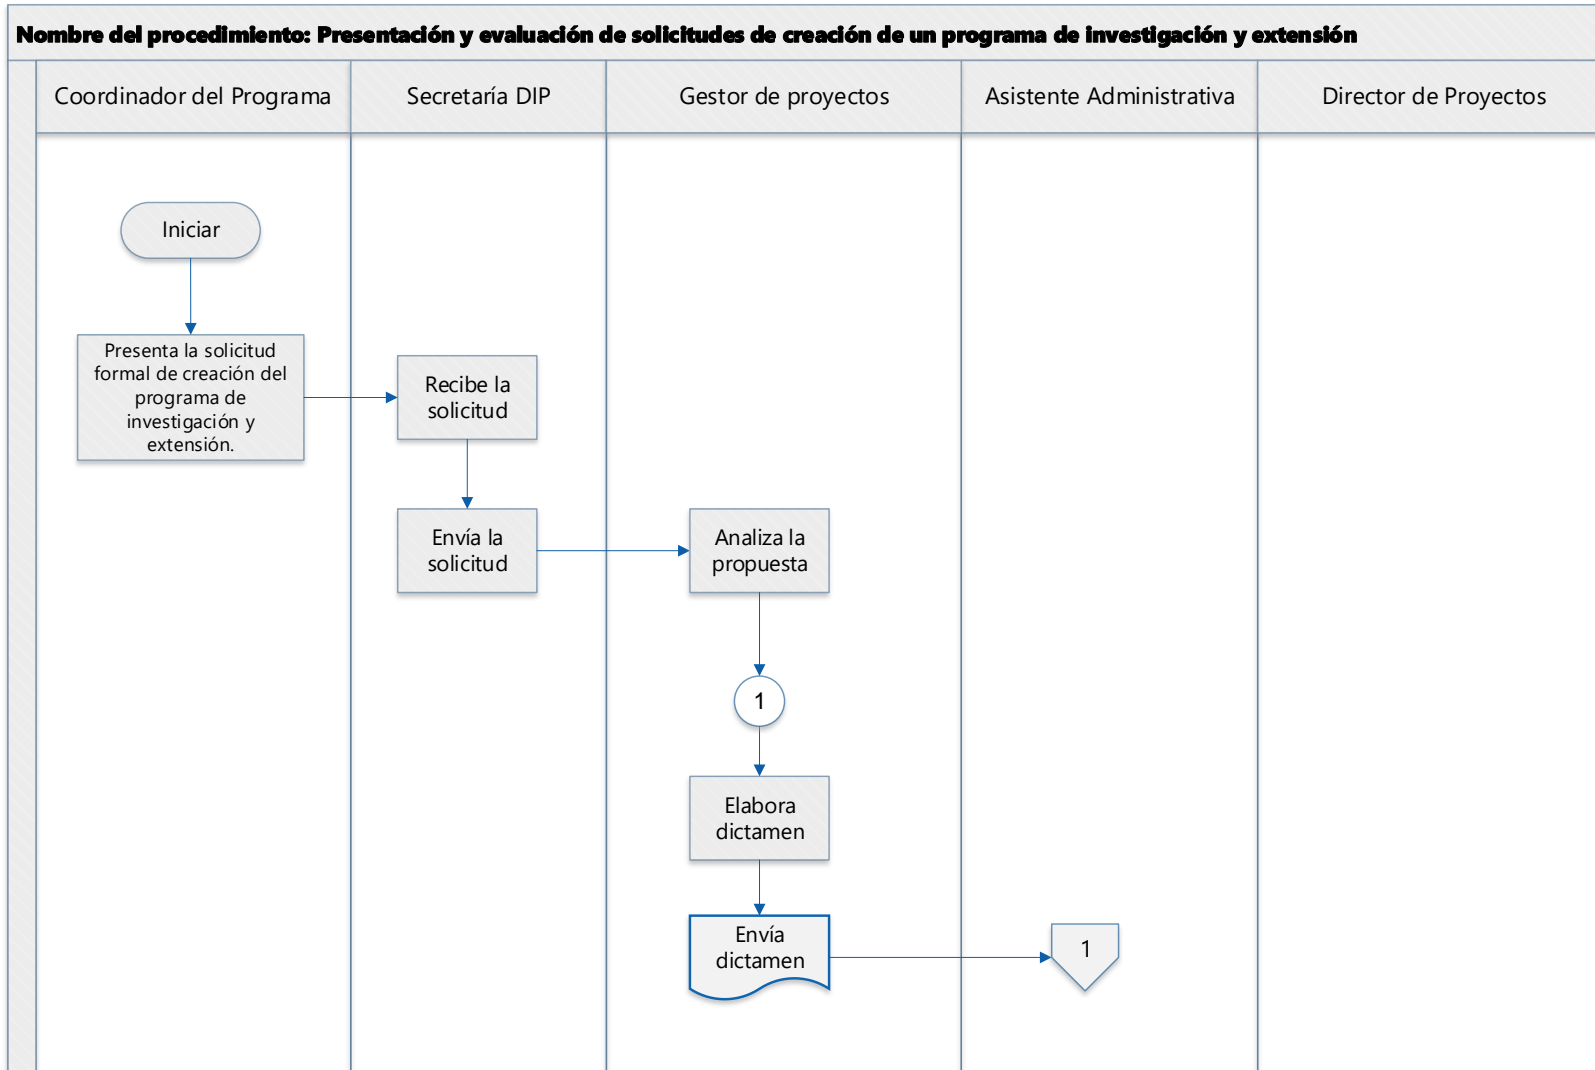 Nombre del procedimiento: Presentación y evaluación de solicitudes de creación de un programa de investigación y extensión
Coordinador del Programa
Secretaría DIP
Gestor de proyectos
Asistente Administrativa
Director de Proyectos
Iniciar
Presenta la solicitud
formal de creación del
programa de
investigación y
extensión.
Recibe la
solicitud
Envía la
solicitud
Analiza la
propuesta
1
Elabora
dictamen
Envía
dictamen
1